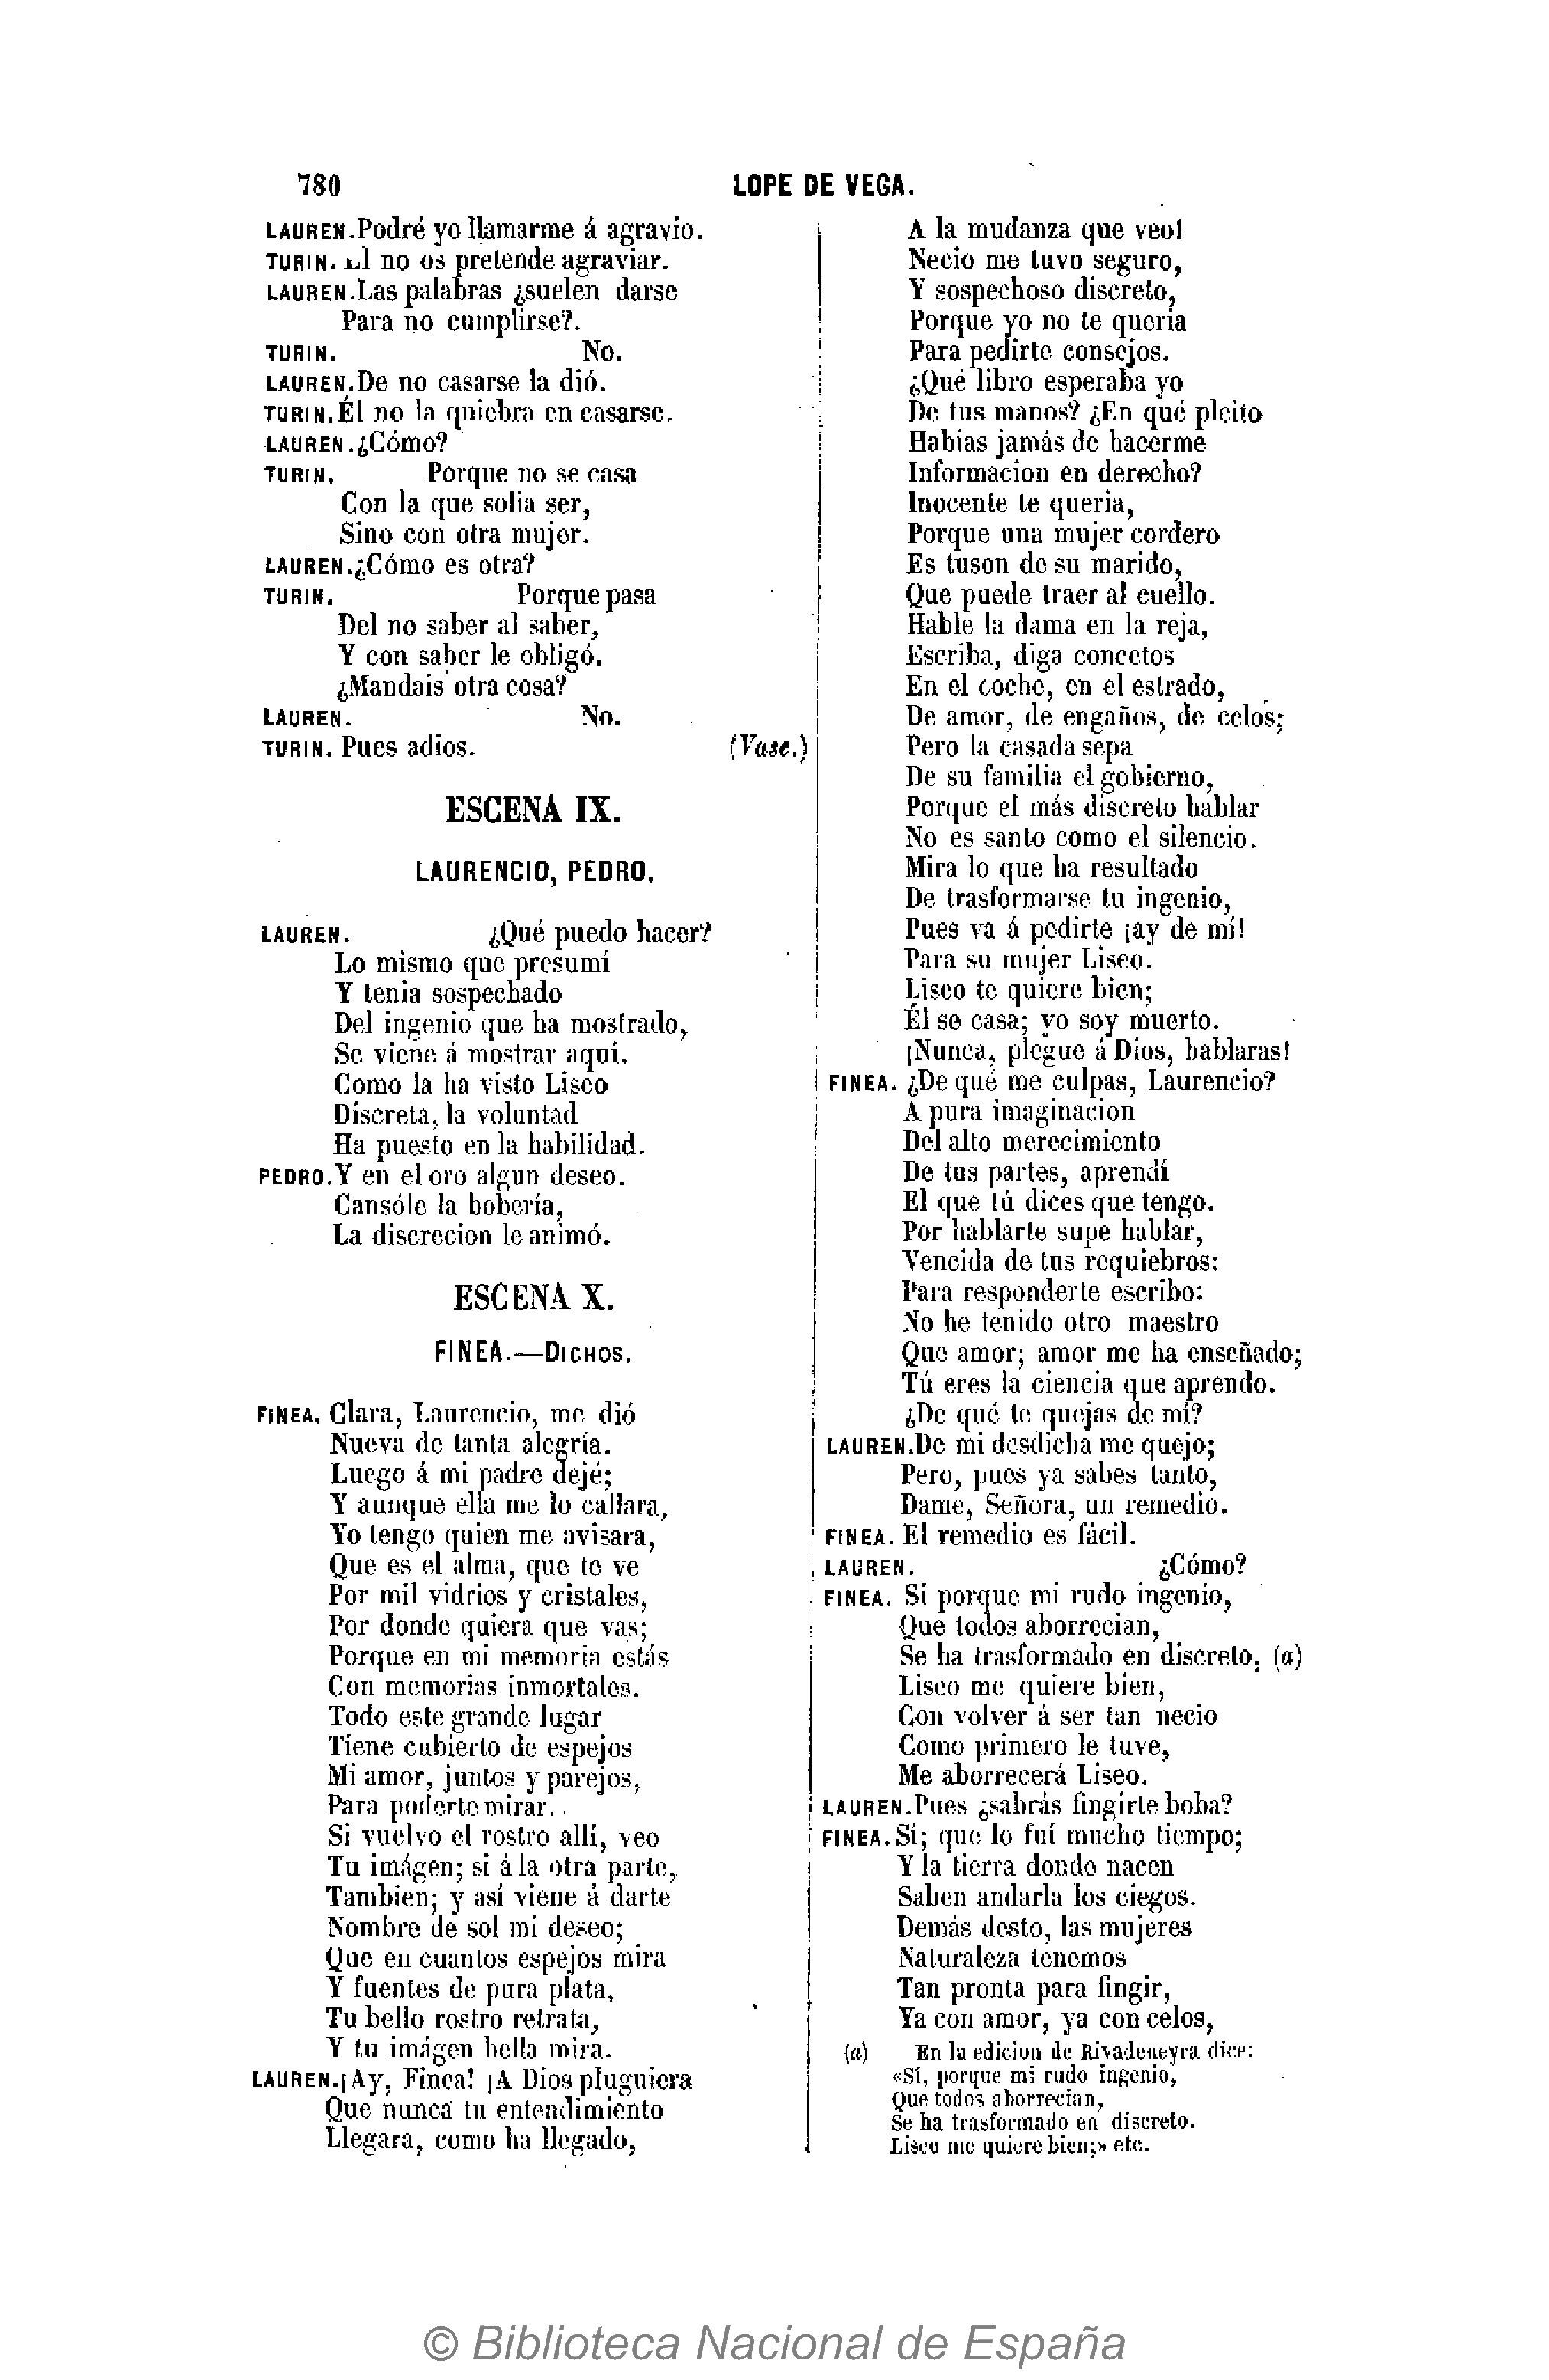 780
LOPE DE VEGA.
LAUREN. Podré yo llamarme á agravio.
TURIN. El no os pretende agraviar.
LAUREN. Las palabras ¿suelen darse
Para no cumplirse?.
TURIN. No.
LAUREN. De no casarse la dió.
TURIN. Él no la quiebra en casarse.
LAUREN. ¿Cómo?
TURIN. Porque no se casa
Con la que solia ser,
Sino con otra mujer.
LAUREN. ¿Cómo es otra?
TURIN. Porque pasa
Del no saber al saber,
Y con saber le obligó.
¿Mandais otra cosa?
LAUREN. No.
TURIN. Pues adios. (Vase.)
ESCENA IX.
LAURENCIO, PEDRO.
LAUREN. ¿Qué puedo hacer?
Lo mismo que presumí
Y tenia sospechado
Del ingenio que ha mostrado,
Se viene á mostrar aquí.
Como la ha visto Liseo
Discreta, la voluntad
Ha puesto en la habilidad.
PEDRO. Y en el oro algun deseo.
Cansóle la bobería,
La discrecion le animó.
ESCENA X.
FINEA.—DICHOS.
FINEA. Clara, Laurencio, me dió
Nueva de tanta alegría.
Luego á mi padre dejé;
Y aunque ella me lo callara,
Yo tengo quien me avisara,
Que es el alma, que te ve
Por mil vidrios y cristales,
Por donde quiera que vas;
Porque en mi memoria estás
Con memorias inmortales.
Todo este grande lugar
Tiene cubierto de espejos
Mi amor, juntos y parejos,
Para poderte mirar.
Si vuelvo el rostro allí, veo
Tu imágen; si á la otra parte,
Tambien; y así viene á darte
Nombre de sol mi deseo;
Que en cuantos espejos mira
Y fuentes de pura plata,
Tu bello rostro retrata,
Y tu imágen bella mira.
LAUREN. ¡Ay, Finea! ¡A Dios pluguiera
Que nunca tu entendimiento
Llegara, como ha llegado,
A la mudanza que veo!
Necio me tuvo seguro,
Y sospechoso discreto,
Porque yo no te queria
Para pedirte consejos.
¿Qué libro esperaba yo
De tus manos? ¿En qué pleito
Habias jamás de hacerme
Informacion en derecho?
Inocente te queria,
Porque una mujer cordero
Es tuson de su marido,
Que puede traer al cuello.
Hable la dama en la reja,
Escriba, diga concetos
En el coche, en el estrado,
De amor, de engaños, de celos;
Pero la casada sepa
De su familia el gobierno,
Porque el más discreto hablar
No es santo como el silencio.
Mira lo que ha resultado
De trasformarse tu ingenio,
Pues va á pedirte ¡ay de mí!
Para su mujer Liseo.
Liseo te quiere bien;
Él se casa; yo soy muerto.
¡Nunca, plegue á Dios, hablaras!
FINEA. ¿De qué me culpas, Laurencio?
A pura imaginacion
Del alto merecimiento
De tus partes, aprendí
El que tú dices que tengo.
Por hablarte supe hablar,
Vencida de tus requiebros:
Para responderte escribo:
No he tenido otro maestro
Que amor; amor me ha enseñado;
Tú eres la ciencia que aprendo.
¿De qué te quejas de mí?
LAUREN. De mi desdicha me quejo;
Pero, pues ya sabes tanto,
Dame, Señora, un remedio.
FINEA. El remedio es fácil.
LAUREN. ¿Cómo?
FINEA. Si porque mi rudo ingenio,
Que todos aborrecian,
Se ha trasformado en discreto, (a)
Liseo me quiere bien,
Con volver á ser tan necio
Como primero le tuve,
Me aborrecerá Liseo.
LAUREN. Pues ¿sabrás fingirte boba?
FINEA. Sí; que lo fuí mucho tiempo;
Y la tierra donde nacen
Saben andarla los ciegos.
Demás desto, las mujeres
Naturaleza tenemos
Tan pronta para fingir,
Ya con amor, ya con celos,
(a) En la edicion de Rivadeneyra dice:
«Sí, porque mi rudo ingenio,
Que todos aborrecian,
Se ha trasformado en discreto.
Liseo me quiere bien;» etc.
© Biblioteca Nacional de España